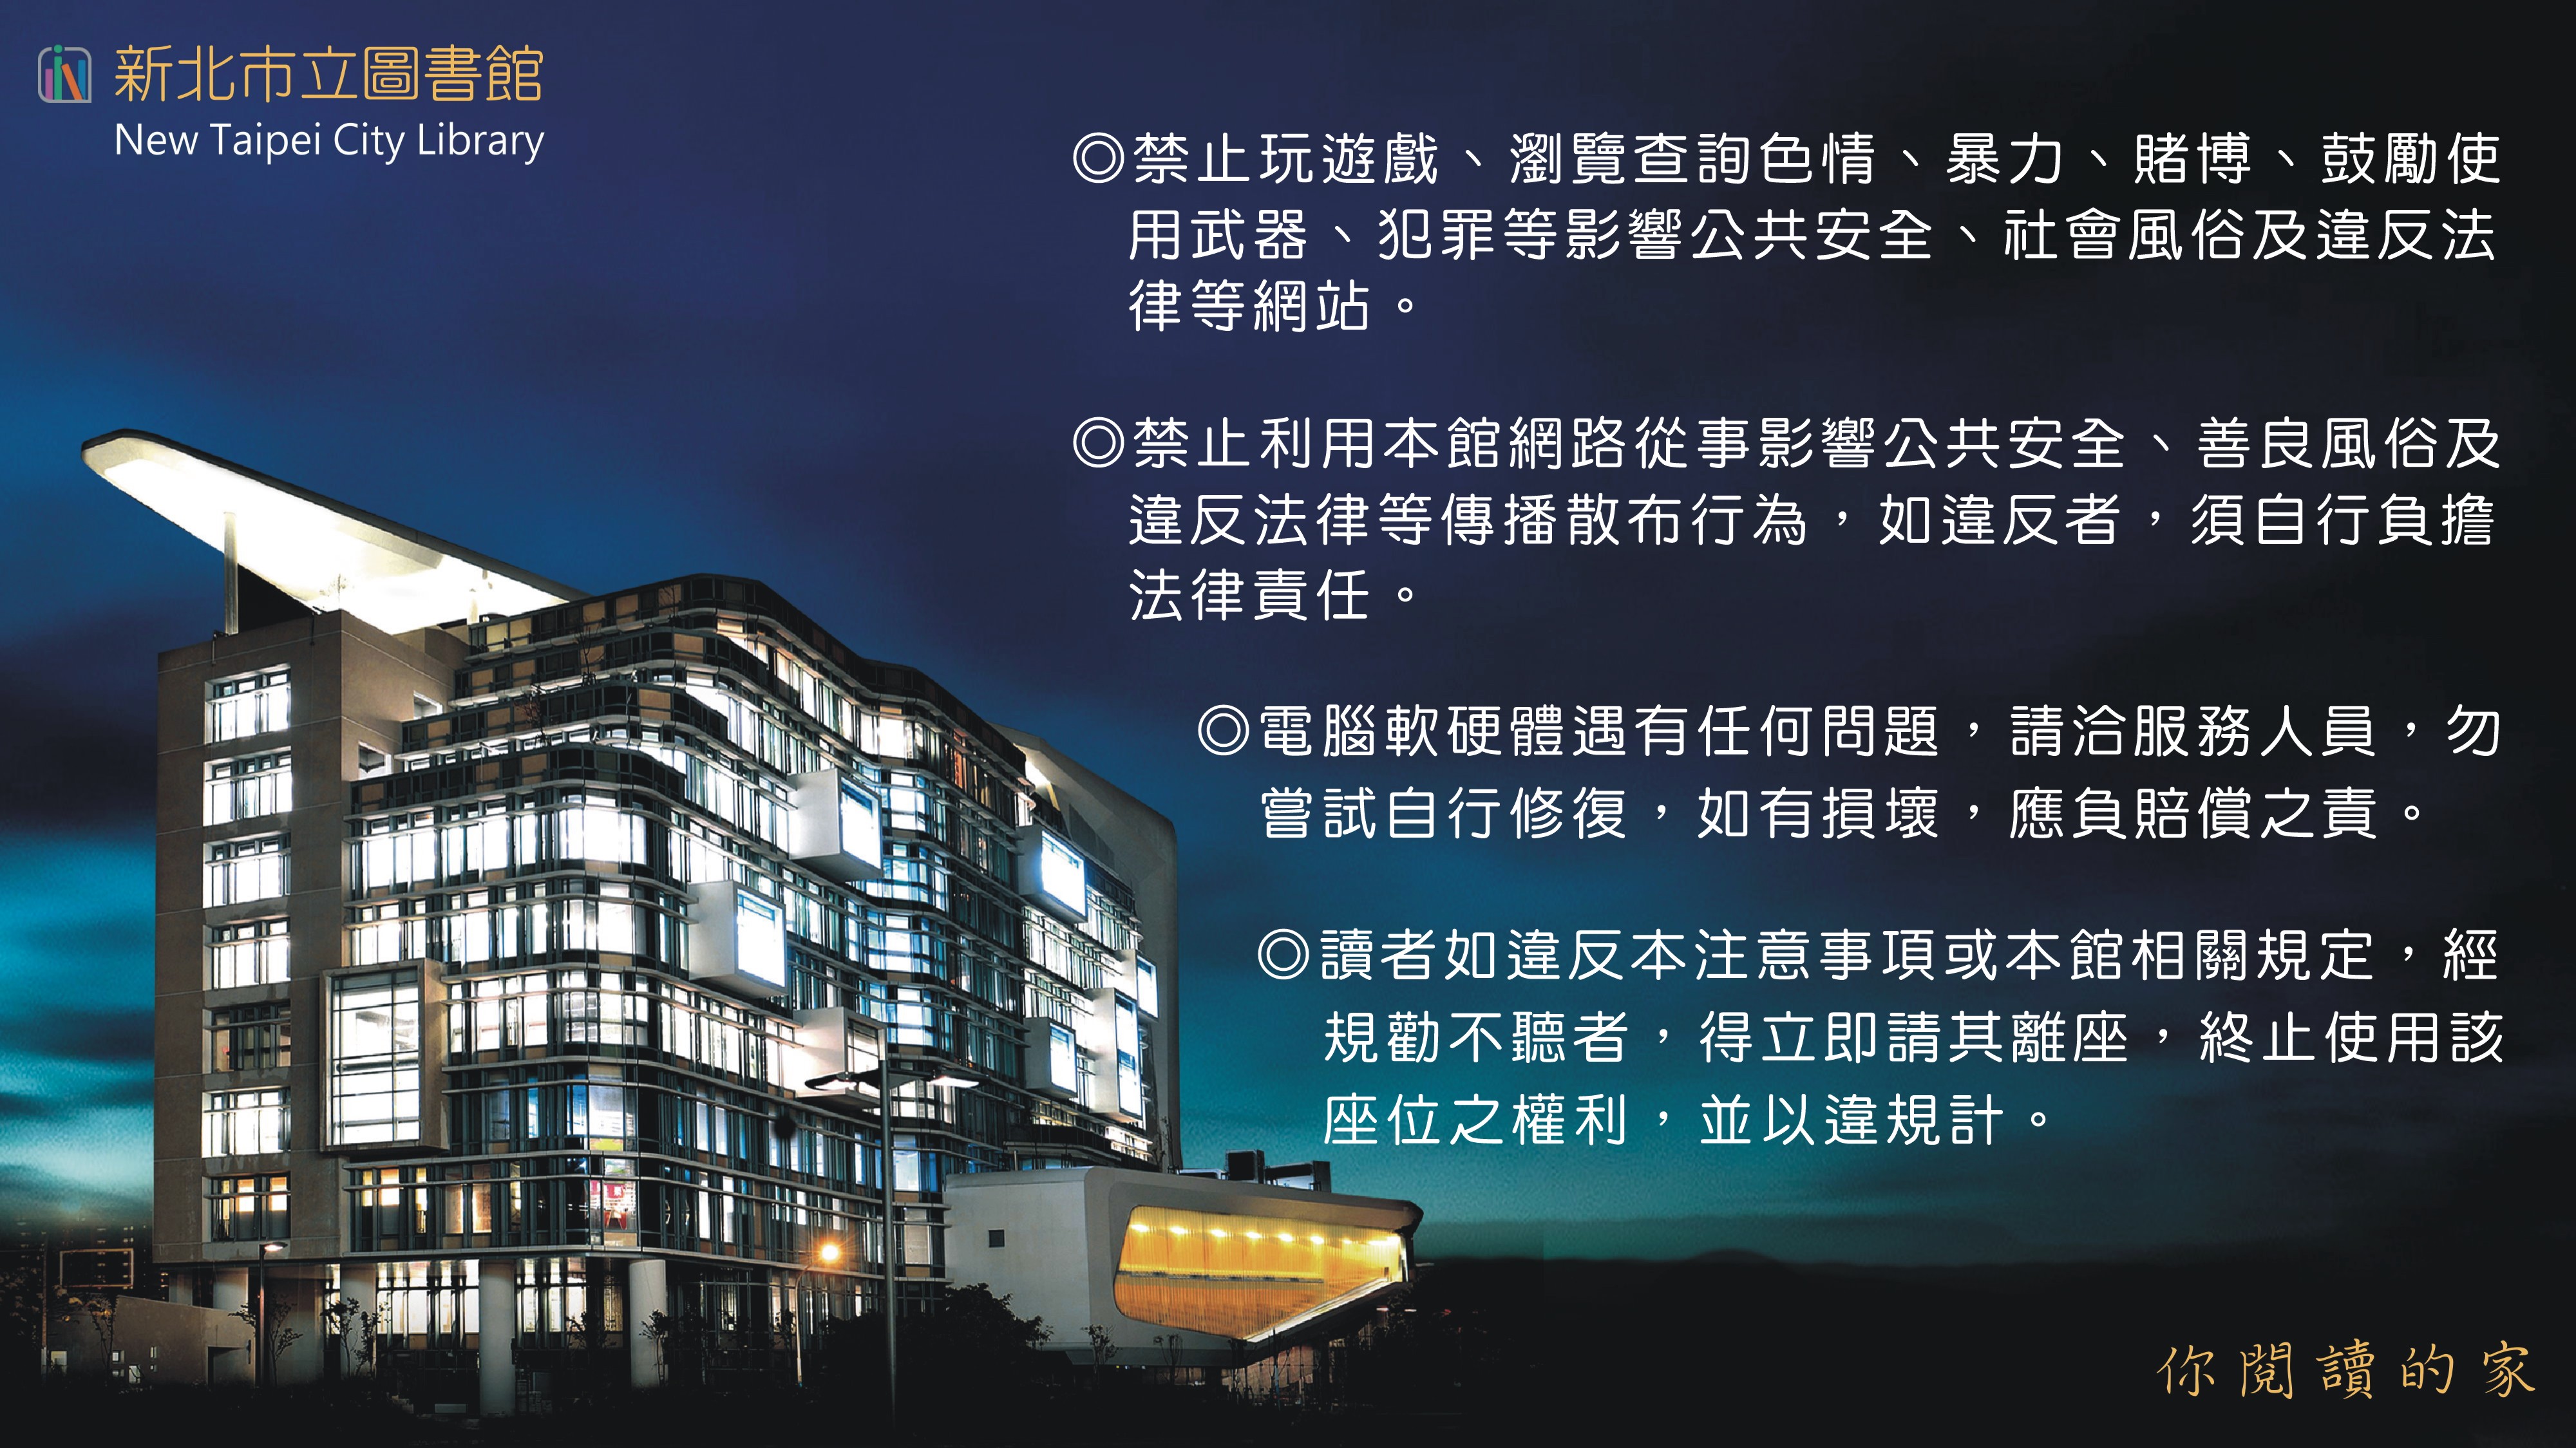 新北市立圖書館
New Taipei City Library
◎禁止玩遊戲、瀏覽查詢色情、暴力、賭博、鼓勵使
用武器、犯罪等影響公共安全、社會風俗及違反法
律等網站。
◎禁止利用本館網路從事影響公共安全、善良風俗及
違反法律等傳播散布行為，如違反者，須自行負擔
法律責任。
◎電腦軟硬體遇有任何問題，請洽服務人員，勿
嘗試自行修復，如有損壞，應負賠償之責。
◎讀者如違反本注意事項或本館相關規定，經
規勸不聽者，得立即請其離座，終止使用該
座位之權利，並以違規計。
你閱讀的家